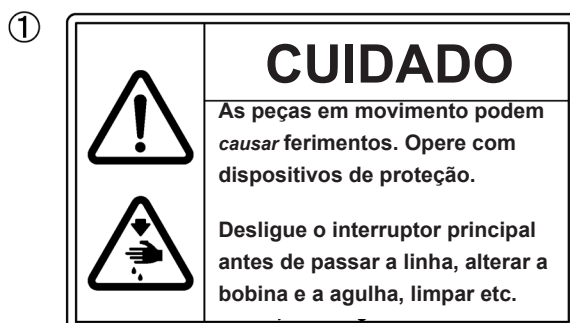 ①
CUIDADO
As peças em movimento podem
causar ferimentos. Opere com
dispositivos de proteção.
Desligue o interruptor principal
antes de passar a linha, alterar a
bobina e a agulha, limpar etc.